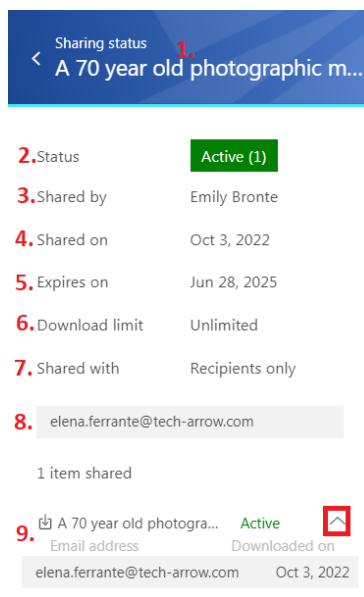 Sharing status
1.
A 70 year old photographic m...
2. Status Active (1)
3. Shared by Emily Bronte
4. Shared on Oct 3, 2022
5. Expires on Jun 28, 2025
6. Download limit Unlimited
7. Shared with Recipients only
8. elena.ferrante@tech-arrow.com
1 item shared
9. A 70 year old photogra... Active
Email address Downloaded on
elena.ferrante@tech-arrow.com Oct 3, 2022